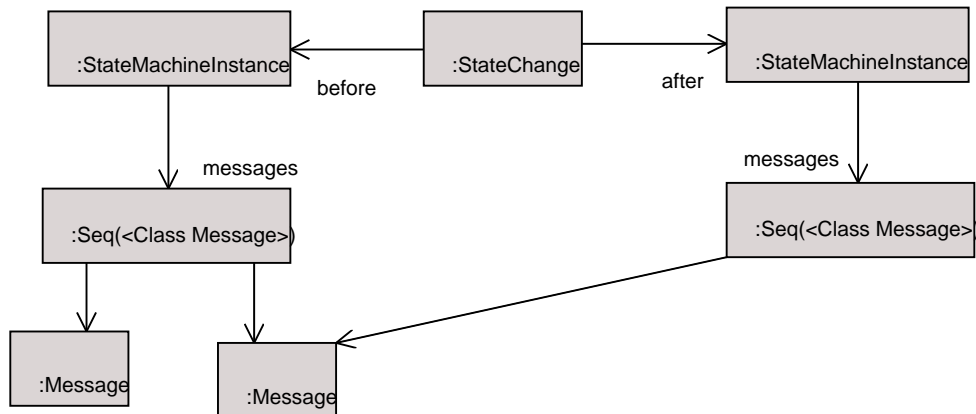 :StateMachineInstance
:StateChange
:StateMachineInstance
before
after
messages
messages
:Seq(<Class Message>)
:Seq(<Class Message>)
:Message
:Message